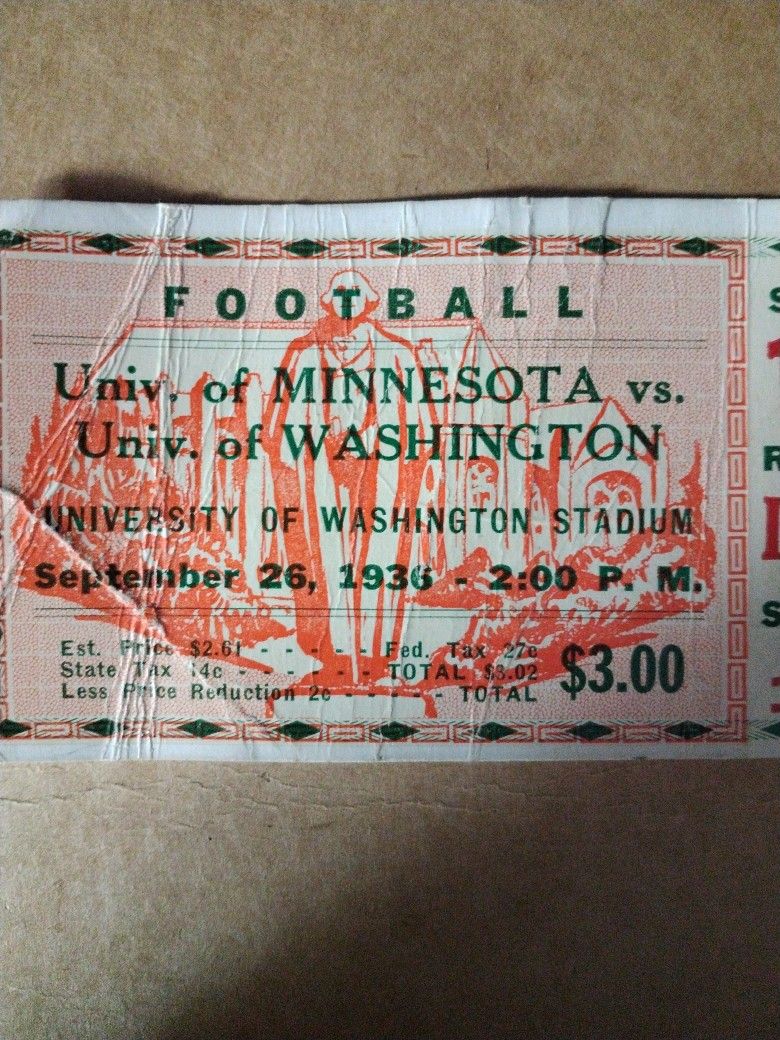 FOOTBALL
Univ. of MINNESOTA vs.
Univ. of WASHINGTON
UNIVERSITY OF WASHINGTON STADIUM
September 26, 1936 - 2:00 P. M.
Est. Price $2.61 - - - - - Fed. Tax 27c
State Tax 14c - - - - - - TOTAL $3.02
Less Price Reduction 2c - - - - - TOTAL
$3.00
S
R
S